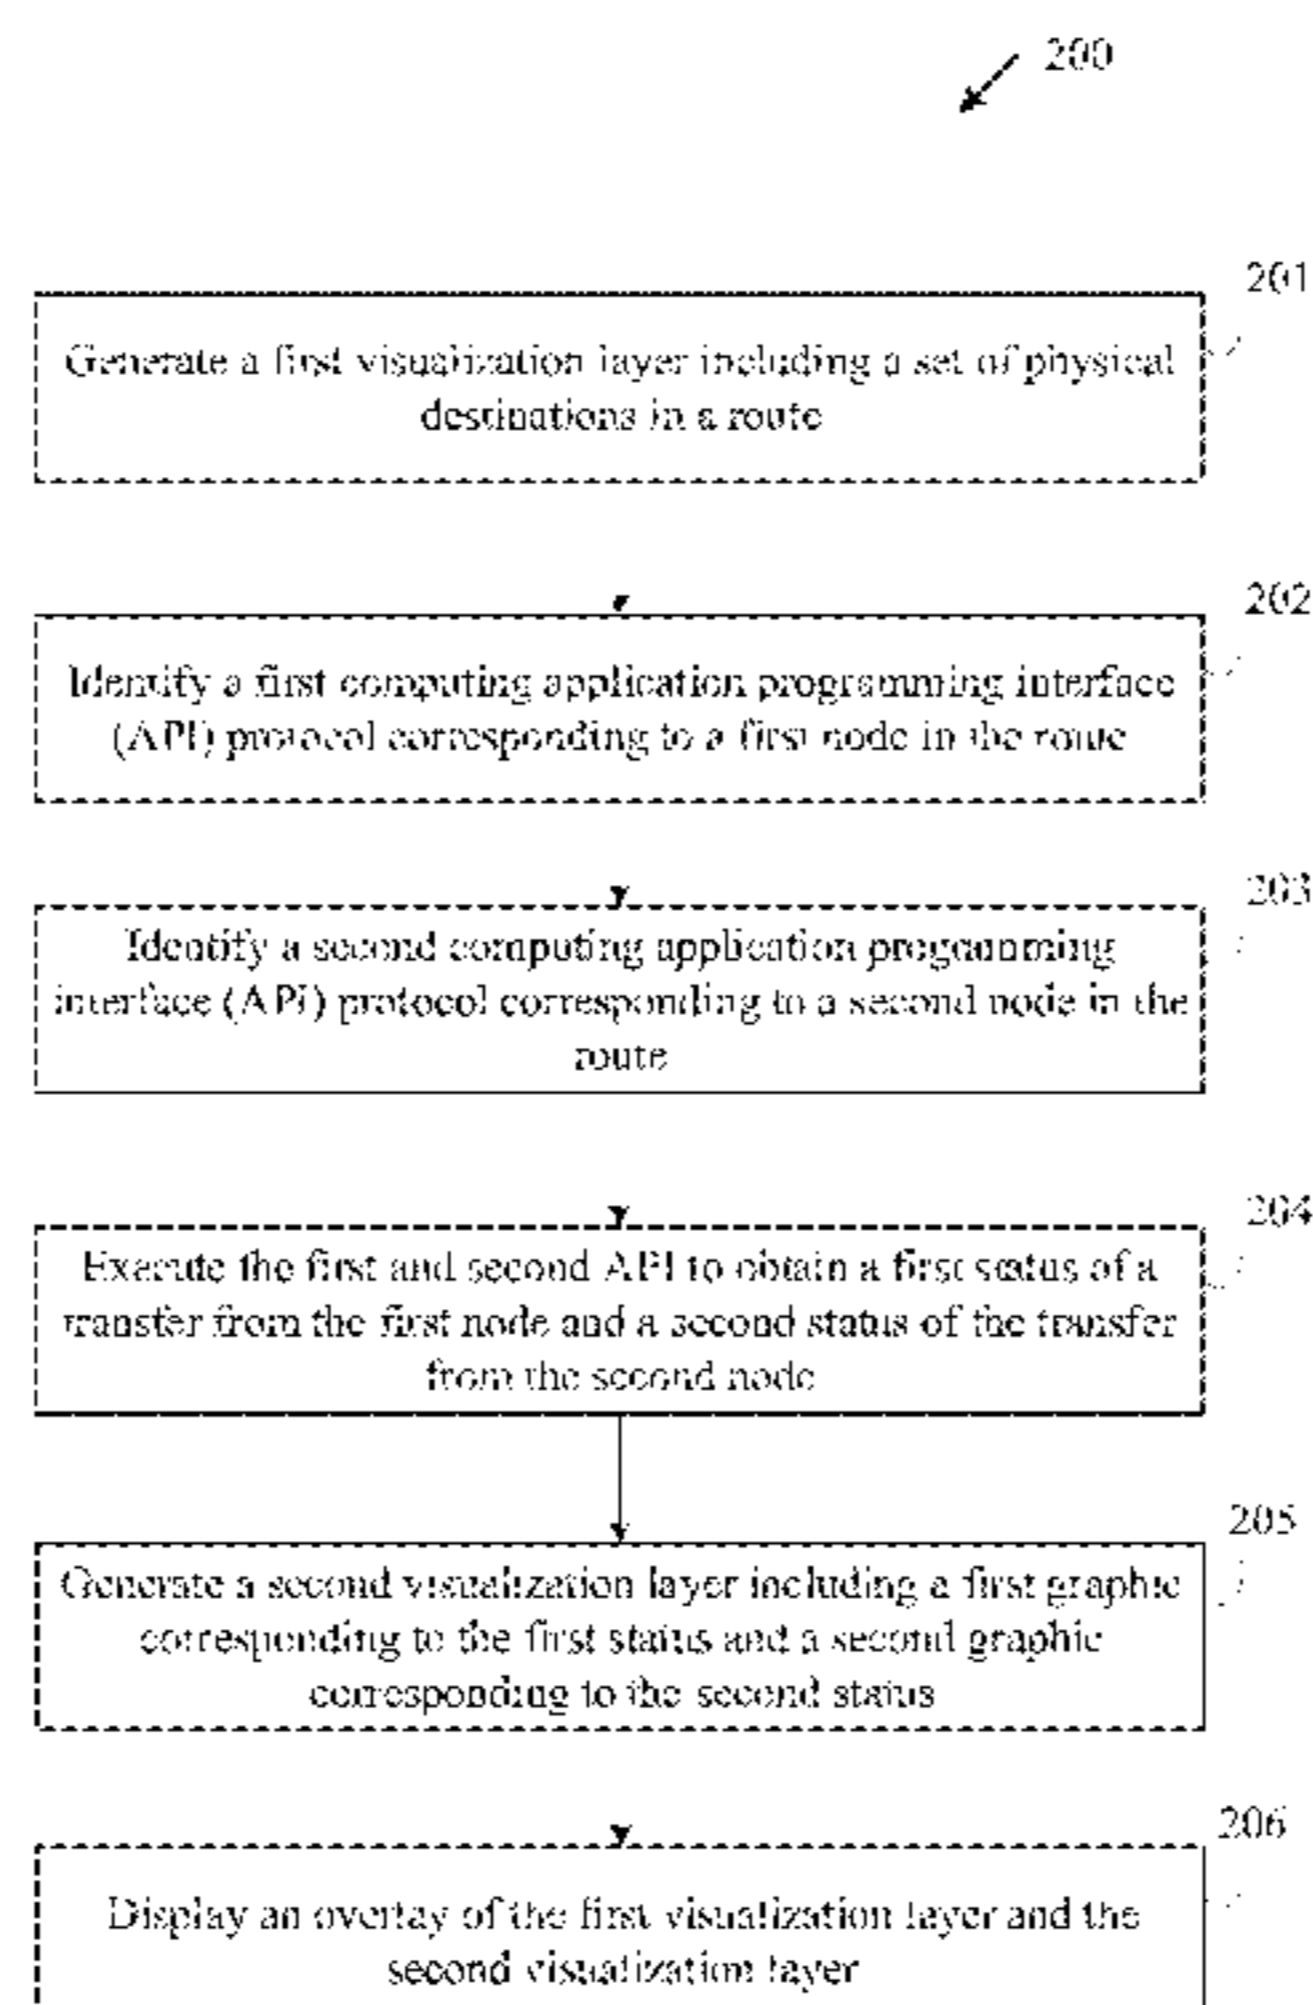 200
201
Generate a first visualization layer including a set of physical
destinations in a route
202
Identify a first computing application programming interface
(API) protocol corresponding to a first node in the route
203
Identify a second computing application programming
interface (API) protocol corresponding to a second node in the
route
204
Execute the first and second API to obtain a first status of a
transfer from the first node and a second status of the transfer
from the second node
205
Generate a second visualization layer including a first graphic
corresponding to the first status and a second graphic
corresponding to the second status
206
Display an overlay of the first visualization layer and the
second visualization layer